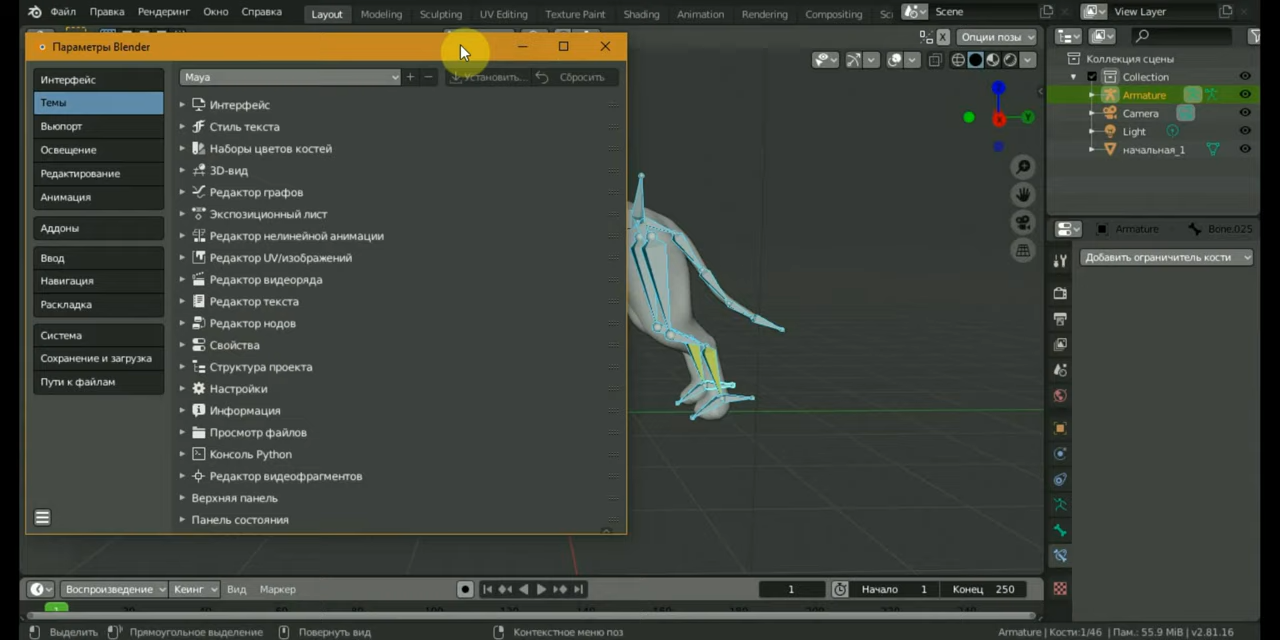 Файл Правка Рендеринг Окно Справка Layout Modeling Sculpting UV Editing Texture Paint Shading Animation Rendering Compositing Scene View Layer
Параметры Blender
Опции позы
Коллекция сцены
Интерфейс
Темы
Вьюпорт
Освещение
Редактирование
Анимация
Аддоны
Ввод
Навигация
Раскладка
Система
Сохранение и загрузка
Пути к файлам
Maya Установить... Сбросить
Интерфейс
Стиль текста
Наборы цветов костей
3D-вид
Редактор графов
Экспозиционный лист
Редактор нелинейной анимации
Редактор UV/изображений
Редактор видеоряда
Редактор текста
Редактор нодов
Свойства
Структура проекта
Настройки
Информация
Просмотр файлов
Консоль Python
Редактор видеофрагментов
Верхняя панель
Панель состояния
Collection
Armature
Camera
Light
начальная_1
Armature Bone.025
Добавить ограничитель кости
Воспроизведение Кеинг Вид Маркер 1 Начало 1 Конец 250
Выделить Прямоугольное выделение Повернуть вид Контекстное меню поз Armature | Кости:1/46 | Пам.: 55.9 MiB | v2.81.16